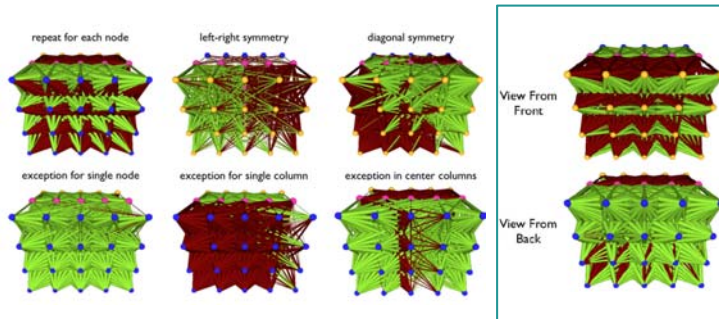 repeat for each node
left-right symmetry
diagonal symmetry
exception for single node
exception for single column
exception in center columns
View From
Front
View From
Back